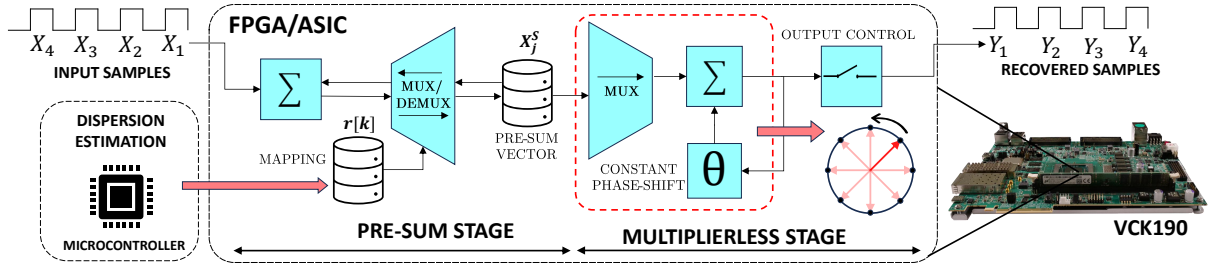 X₄ X₃ X₂ X₁
INPUT SAMPLES
DISPERSION
ESTIMATION
MICROCONTROLLER
FPGA/ASIC
∑
MUX/
DEMUX
r[k]
MAPPING
X_j^S
PRE-SUM
VECTOR
PRE-SUM STAGE
MUX
∑
CONSTANT
PHASE-SHIFT
θ
OUTPUT CONTROL
MULTIPLIERLESS STAGE
Y₁ Y₂ Y₃ Y₄
RECOVERED SAMPLES
VCK190